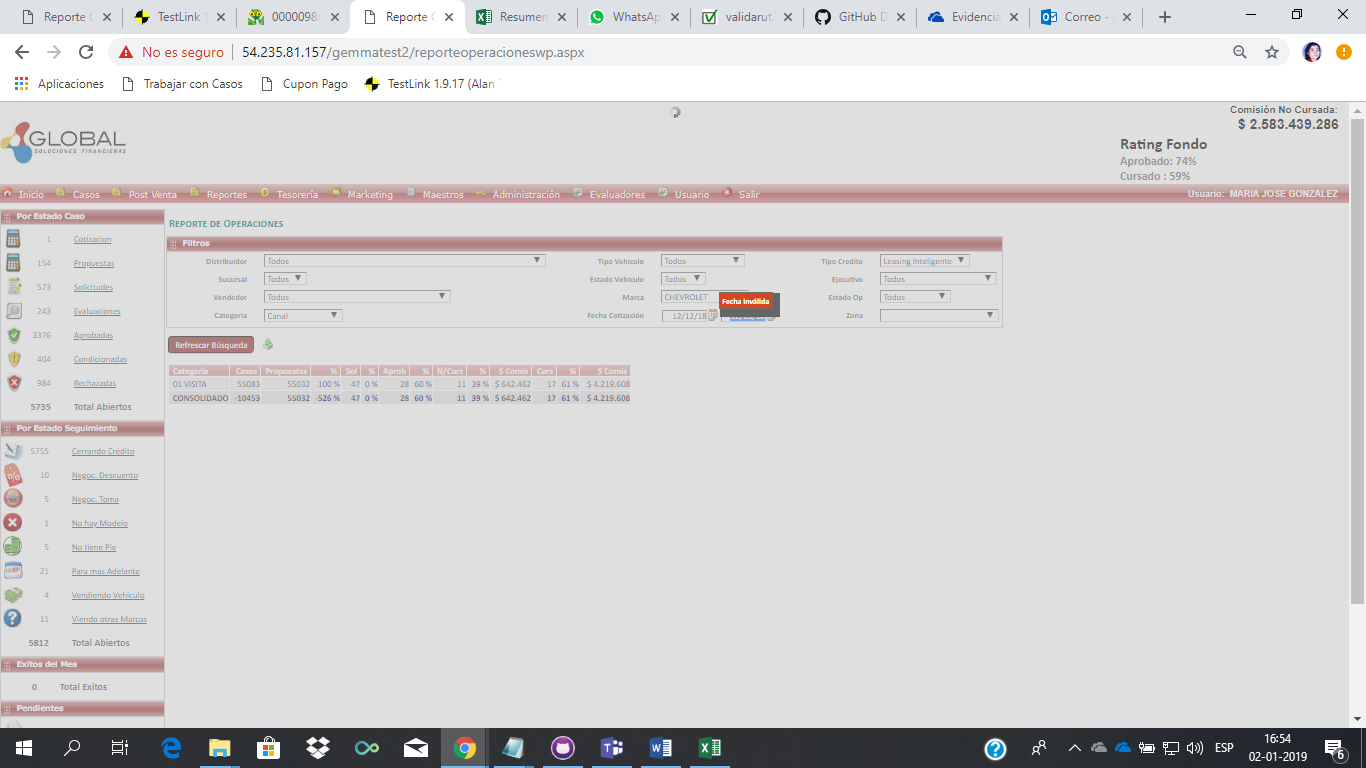 Reporte
TestLink
0000098
Reporte
Resumen
WhatsAp
validarut
GitHub D
Evidencia
Correo -
No es seguro
54.235.81.157/gemmatest2/reporteoperacioneswp.aspx
Aplicaciones
Trabajar con Casos
Cupon Pago
TestLink 1.9.17 (Alan
GLOBAL
SOLUCIONES FINANCIERAS
Comisión No Cursada:
$ 2.583.439.286
Rating Fondo
Aprobado: 74%
Cursado : 59%
Inicio Casos Post Venta Reportes Tesorería Marketing Maestros Administración Evaluadores Usuario Salir
Usuario: MARIA JOSE GONZALEZ
Por Estado Caso
1 Cotizacion
154 Propuestas
573 Solicitudes
243 Evaluaciones
3376 Aprobadas
404 Condicionadas
984 Rechazadas
5735 Total Abiertos
Por Estado Seguimiento
5755 Cerrando Crédito
10 Negoc. Descuento
5 Negoc. Toma
1 No hay Modelo
5 No tiene Pie
21 Para mas Adelante
4 Vendiendo Vehículo
11 Viendo otras Marcas
5812 Total Abiertos
Exitos del Mes
0 Total Exitos
Pendientes
REPORTE DE OPERACIONES
Filtros
Distribuidor Todos Tipo Vehiculo Todos Tipo Credito Leasing Inteligente
Sucursal Todos Estado Vehiculo Todos Ejecutivo Todos
Vendedor Todos Marca CHEVROLET Estado Op Todos
Fecha Inválida
Categoria Canal Fecha Cotización 12/12/18 Zona
Refrescar Búsqueda
Categoria Casos Propuestas % Sol % Aprob % N/Curs % $ Comis Curs % $ Comis
01 VISITA 55083 55032 100 % 47 0 % 28 60 % 11 39 % $ 642.462 17 61 % $ 4.219.608
CONSOLIDADO -10453 55032 -526 % 47 0 % 28 60 % 11 39 % $ 642.462 17 61 % $ 4.219.608
ESP
16:54
02-01-2019
6